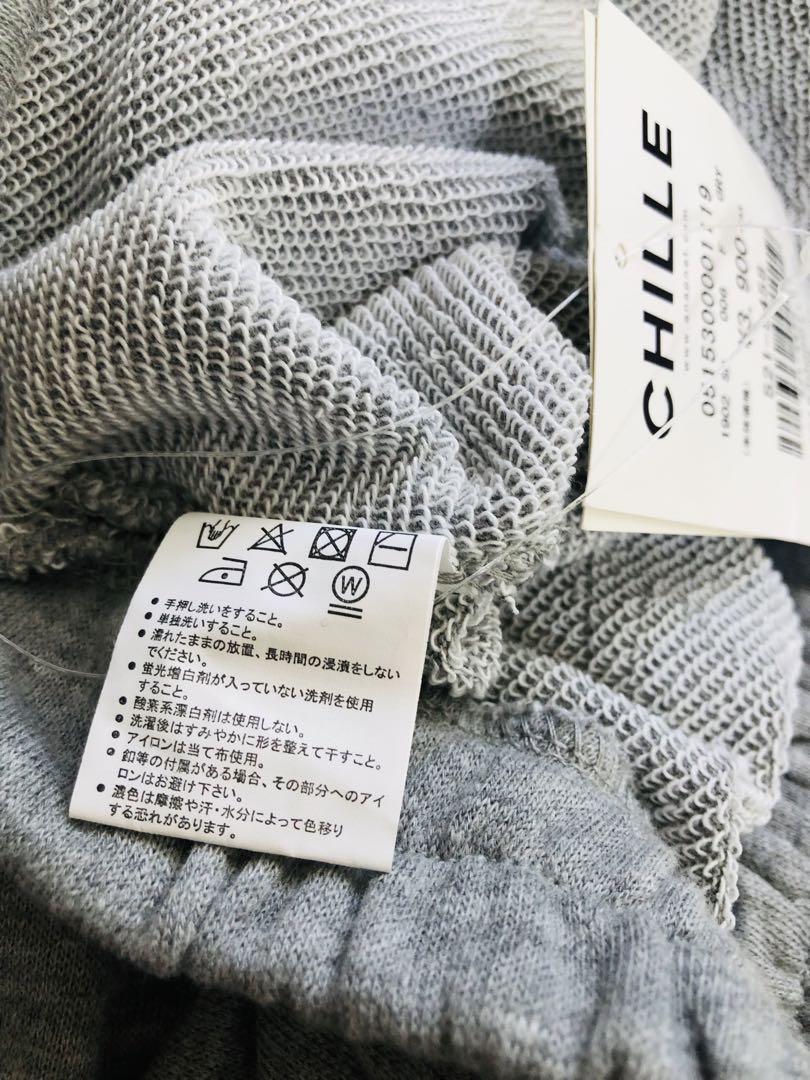 CHILLE
GRY
1902
006
¥3,900
W
● 手押し洗いをすること。
● 単独洗いすること。
● 濡れたままの放置、長時間の浸漬をしない
でください。
● 蛍光増白剤が入っていない洗剤を使用
すること。
● 酸素系漂白剤は使用しない。
● 洗濯後はすみやかに形を整えて干すこと。
● アイロンは当て布使用。
● 釦等の付属がある場合、その部分へのアイ
ロンはお避け下さい。
● 濃色は摩擦や汗・水分によって色移り
する恐れがあります。